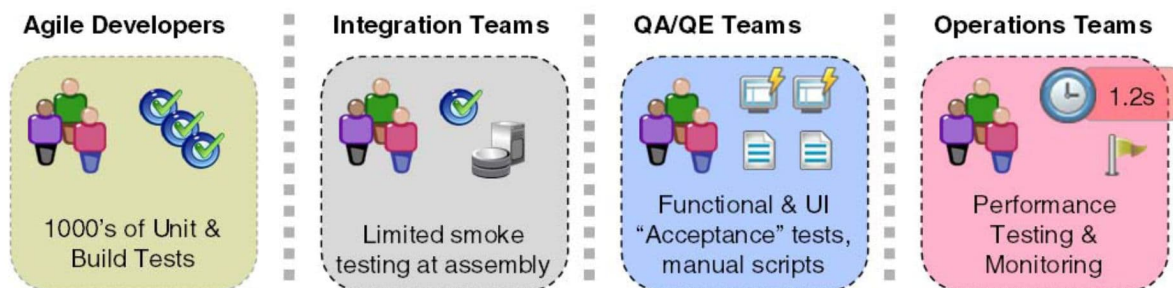 Agile Developers
Integration Teams
QA/QE Teams
Operations Teams
1000's of Unit &
Build Tests
Limited smoke
testing at assembly
Functional & UI
“Acceptance” tests,
manual scripts
1.2s
Performance
Testing &
Monitoring